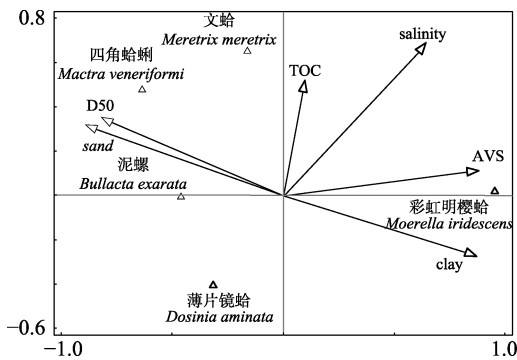 0.8
文蛤
Meretrix meretrix
salinity
四角蛤蜊
Mactra veneriformi
TOC
D50
sand
AVS
泥螺
Bullacta exarata
彩虹明樱蛤
Moerella iridescens
clay
薄片镜蛤
Dosinia aminata
−0.6
−1.0
1.0